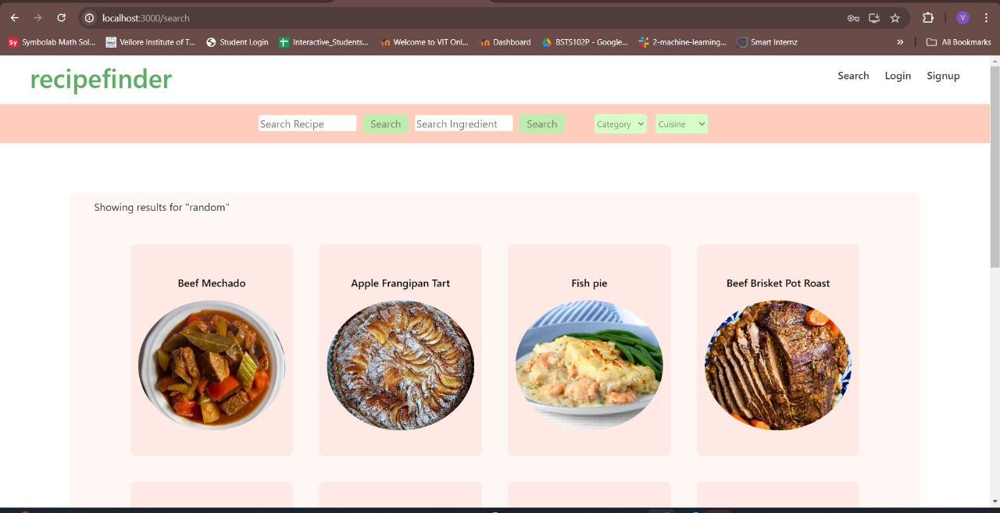 localhost:3000/search
V
Sy Symbolab Math Sol... Vellore Institute of T... Student Login Interactive_Students... Welcome to VIT Onl... Dashboard BSTS102P - Google... 2-machine-learning... Smart Internz » All Bookmarks
recipefinder
Search Login Signup
Search Recipe Search Search Ingredient Search Category Cuisine
Showing results for "random"
Beef Mechado Apple Frangipan Tart Fish pie Beef Brisket Pot Roast